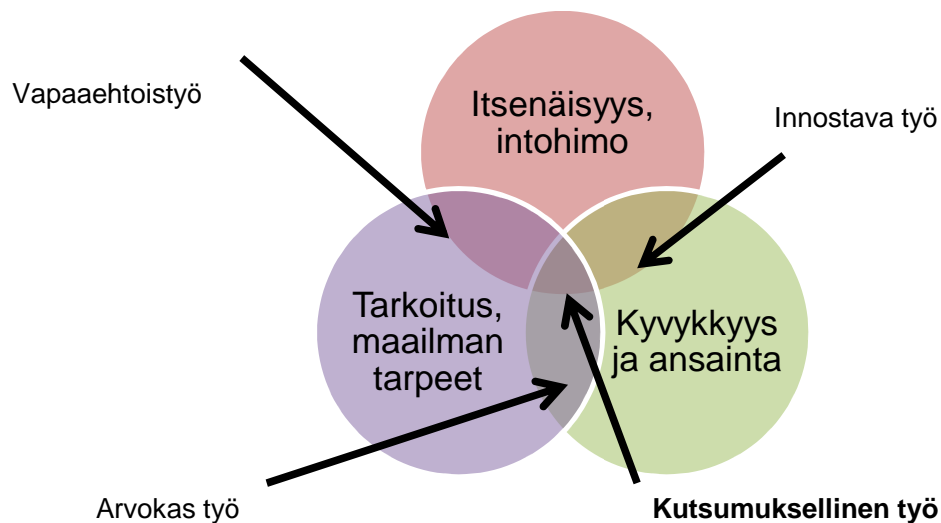 Vapaaehtoistyö
Itsenäisyys,
intohimo
Innostava työ
Tarkoitus,
maailman
tarpeet
Kyvykkyys
ja ansainta
Arvokas työ
Kutsumuksellinen työ